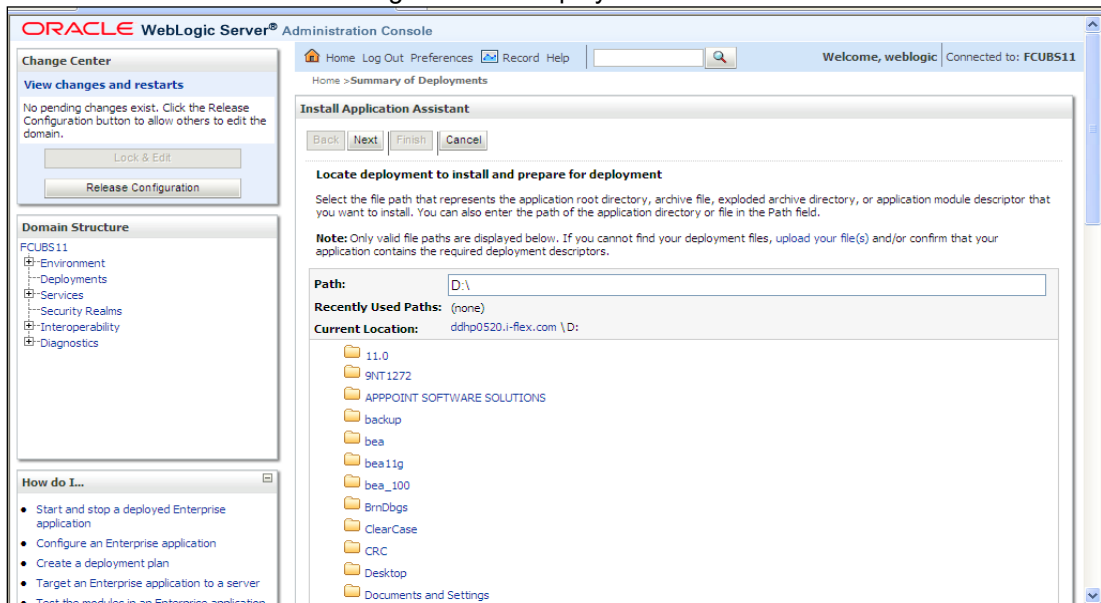 ORACLE WebLogic Server® Administration Console
Change Center
View changes and restarts
No pending changes exist. Click the Release
Configuration button to allow others to edit the
domain.
Lock & Edit
Release Configuration
Domain Structure
FCUBS11
Environment
Deployments
Services
Security Realms
Interoperability
Diagnostics
How do I...
Start and stop a deployed Enterprise
application
Configure an Enterprise application
Create a deployment plan
Target an Enterprise application to a server
Test the modules in an Enterprise application
Home Log Out Preferences Record Help
Welcome, weblogic Connected to: FCUBS11
Home >Summary of Deployments
Install Application Assistant
Back Next Finish Cancel
Locate deployment to install and prepare for deployment
Select the file path that represents the application root directory, archive file, exploded archive directory, or application module descriptor that
you want to install. You can also enter the path of the application directory or file in the Path field.
Note: Only valid file paths are displayed below. If you cannot find your deployment files, upload your file(s) and/or confirm that your
application contains the required deployment descriptors.
Path: D:\
Recently Used Paths: (none)
Current Location: ddhp0520.i-flex.com \ D:
11.0
9NT1272
APPPOINT SOFTWARE SOLUTIONS
backup
bea
bea11g
bea_100
BrnDbgs
ClearCase
CRC
Desktop
Documents and Settings